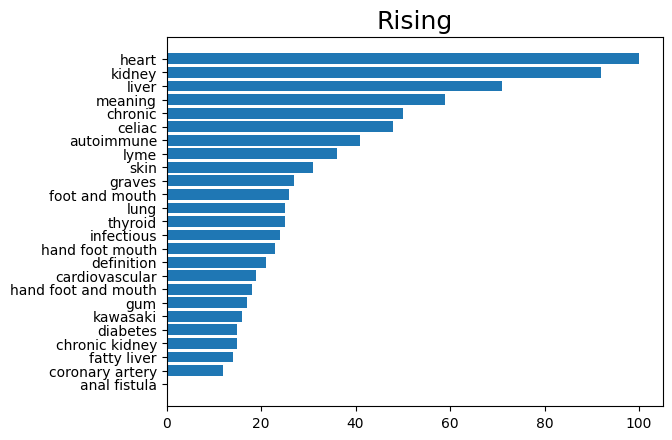 Rising
heart
kidney
liver
meaning
chronic
celiac
autoimmune
lyme
skin
graves
foot and mouth
lung
thyroid
infectious
hand foot mouth
definition
cardiovascular
hand foot and mouth
gum
kawasaki
diabetes
chronic kidney
fatty liver
coronary artery
anal fistula
0 20 40 60 80 100